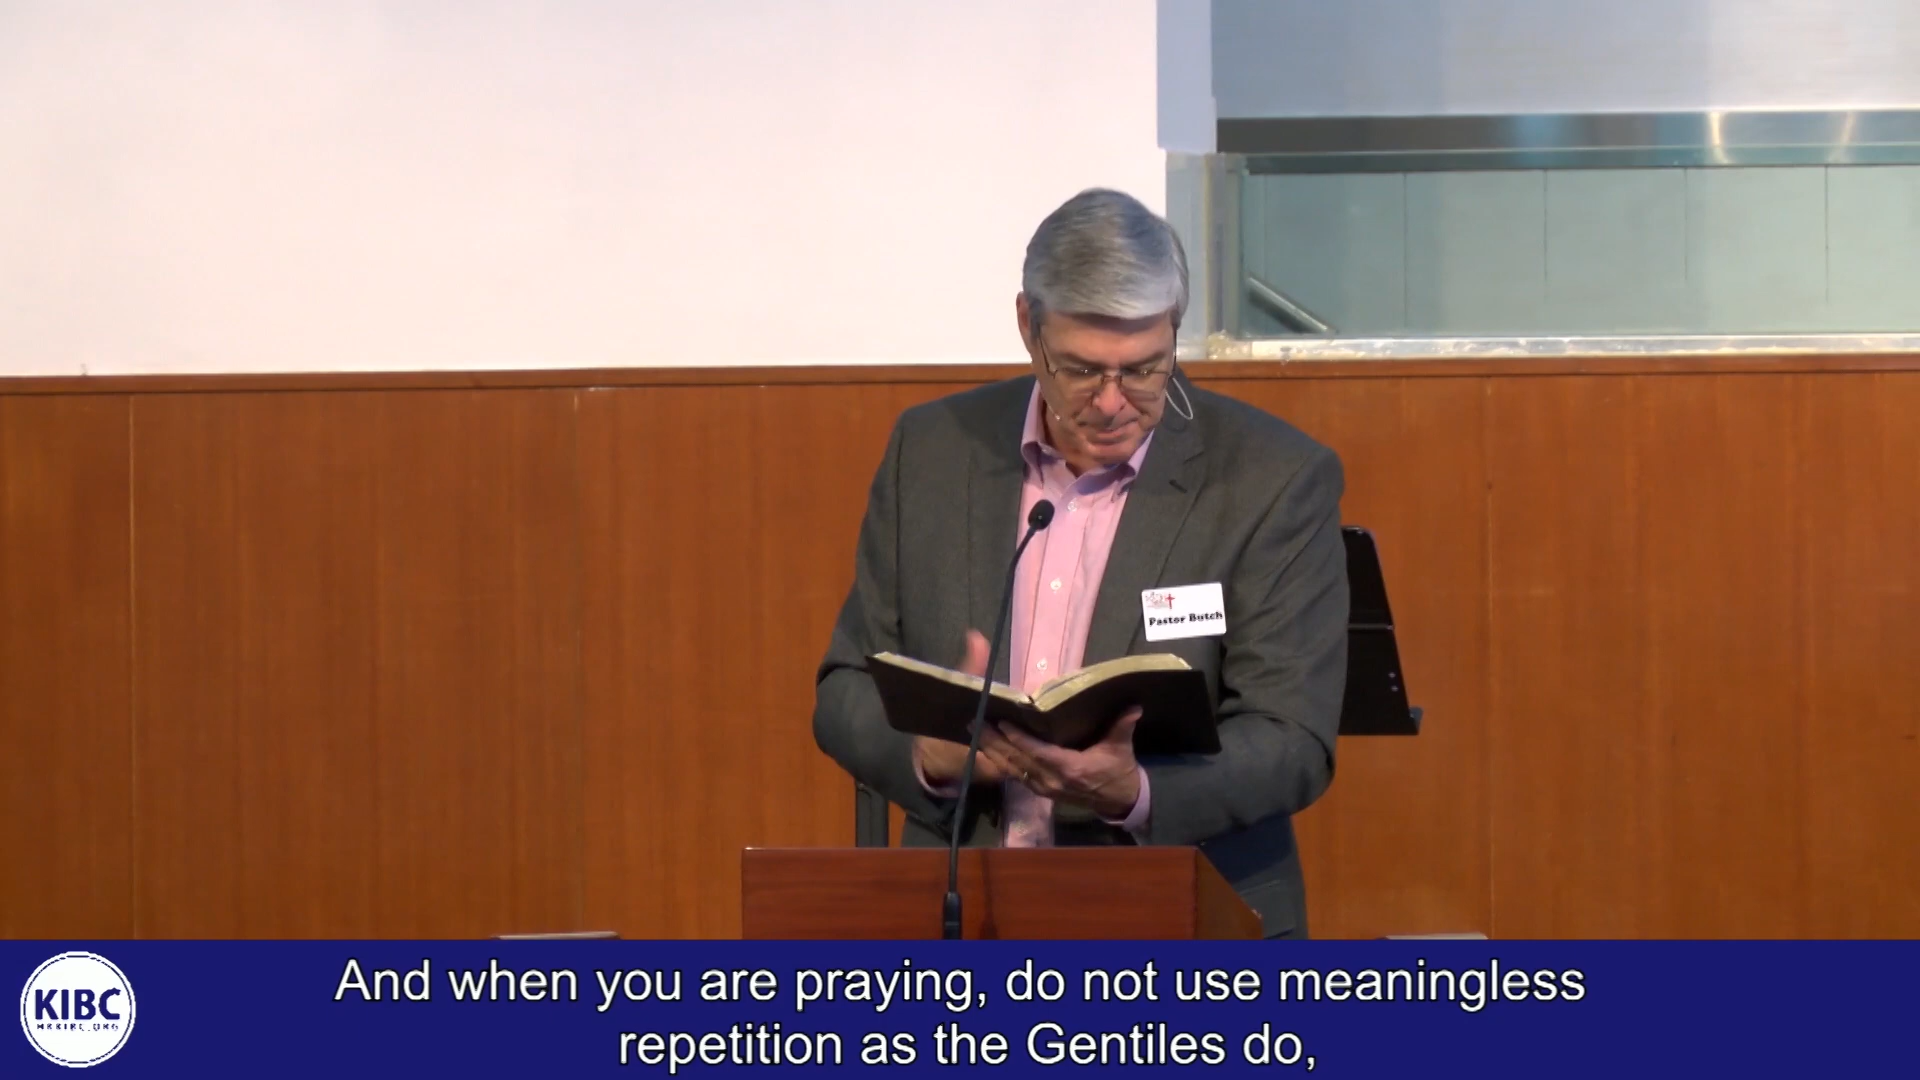 Pastor Butch
KIBC
And when you are praying, do not use meaningless
repetition as the Gentiles do,